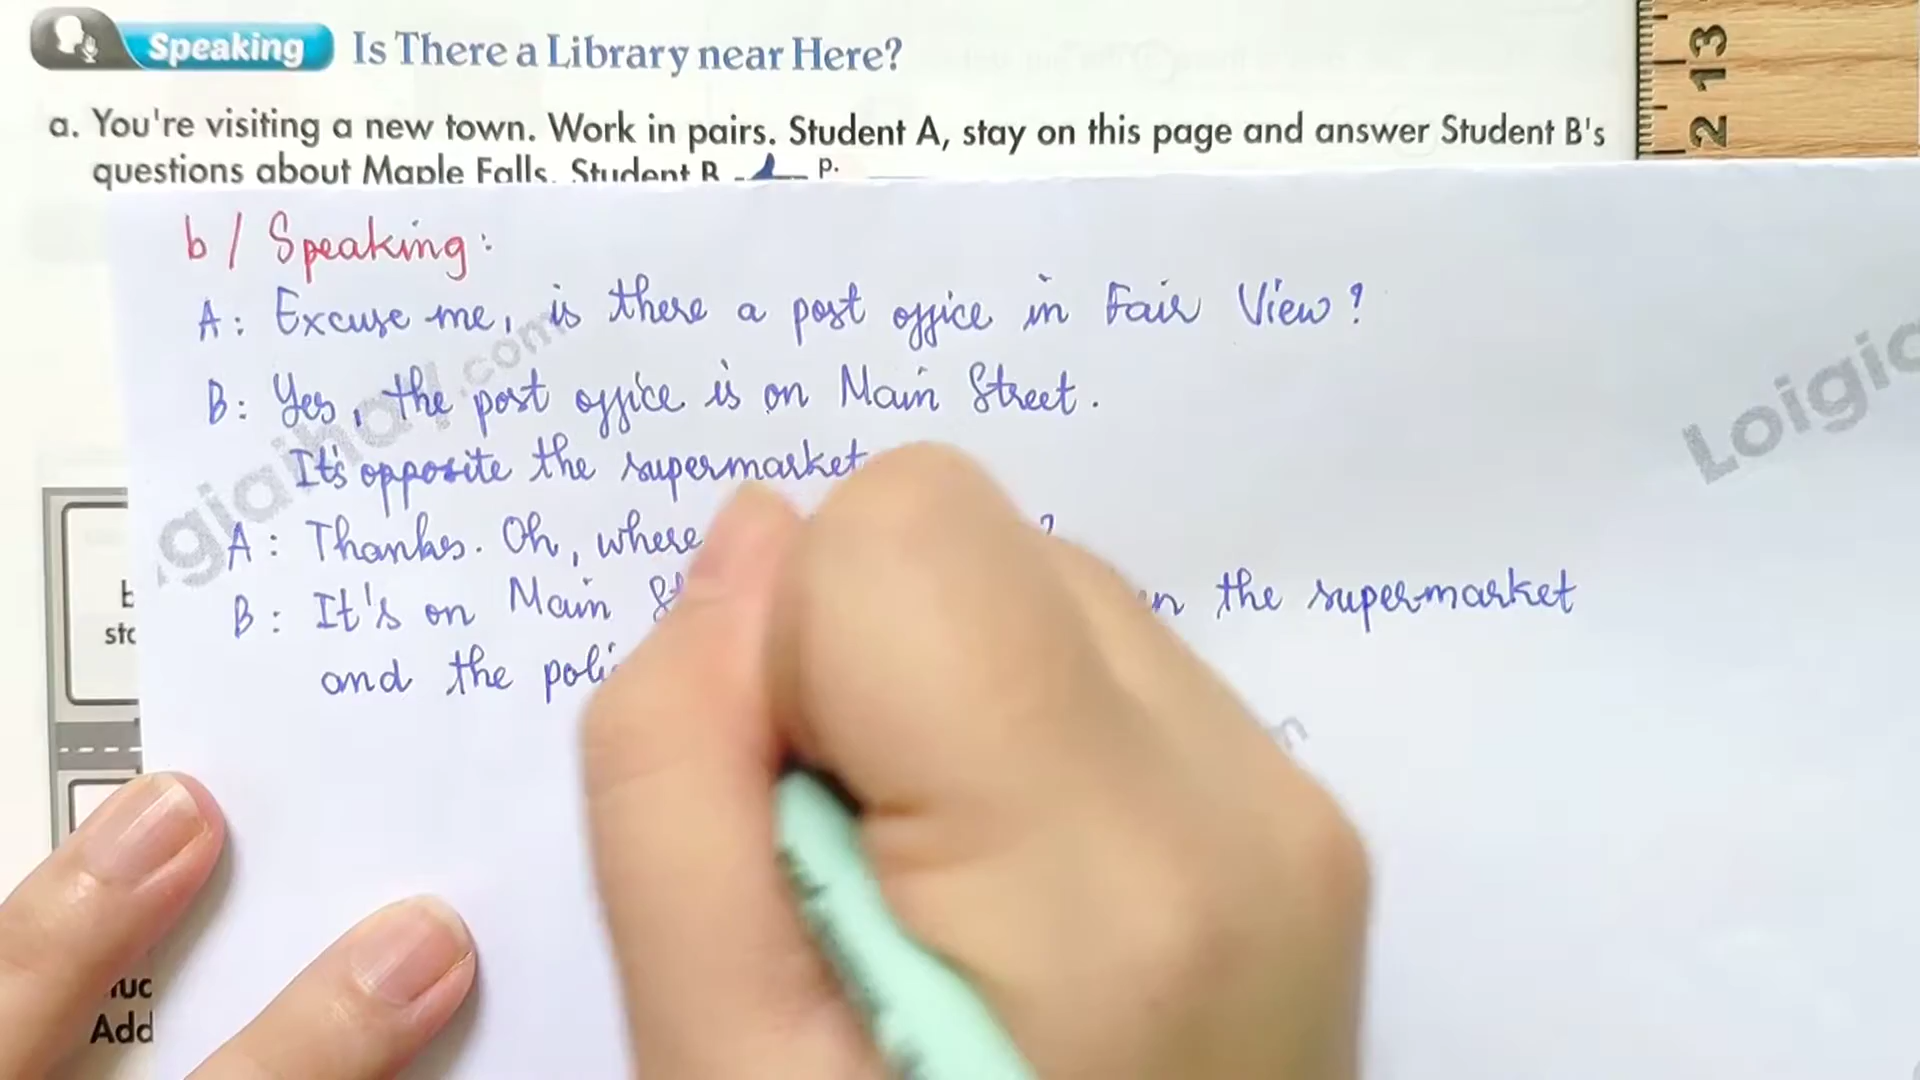 Speaking Is There a Library near Here?
a. You're visiting a new town. Work in pairs. Student A, stay on this page and answer Student B's
questions about Maple Falls. Student B p.
2 13
b / Speaking:
A: Excuse me, is there a post office in Fair View?
B: Yes, the post office is on Main Street.
It's opposite the supermarket
A: Thanks. Oh, where ?
B: It's on Main the supermarket
and the
Add